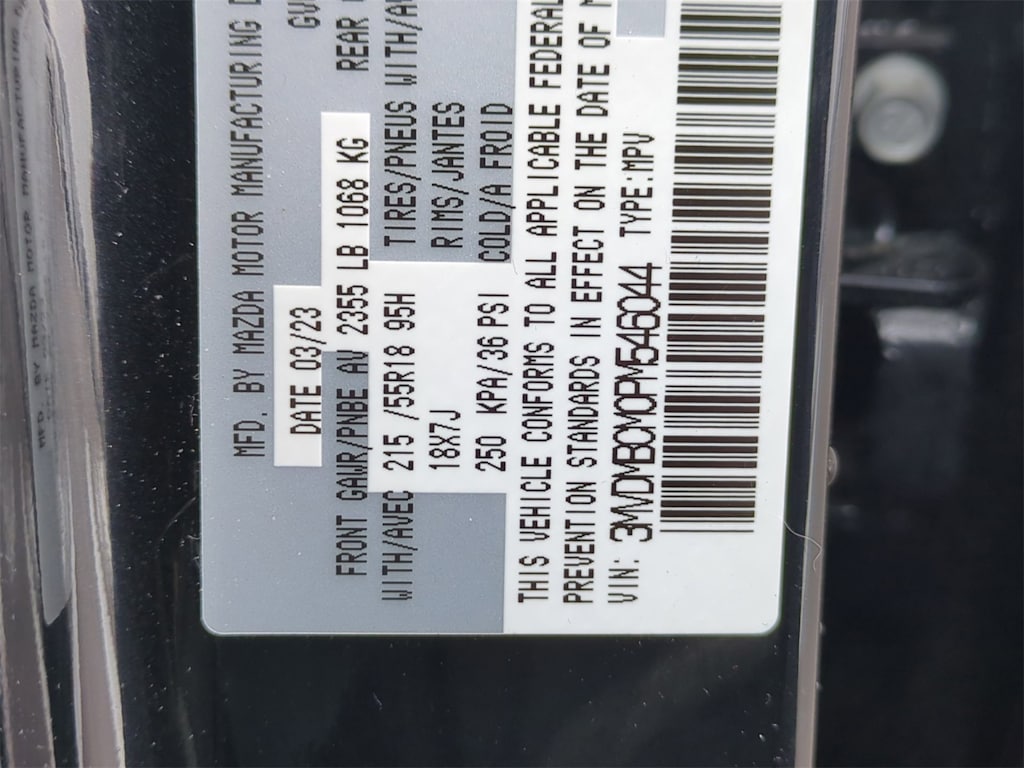 MFD. BY MAZDA MOTOR MANUFACTURING
DATE 03/23
FRONT GAWR/PNBE AV 2355 LB 1068 KG REAR
WITH/AVEC 215 /55R18 95H TIRES/PNEUS
18X7J RIMS/JANTES
250 KPA/36 PSI COLD/A FROID
THIS VEHICLE CONFORMS TO ALL APPLICABLE FEDERAL
PREVENTION STANDARDS IN EFFECT ON THE DATE OF
VIN: 3MVDMBCM0PM546044 TYPE:MPV